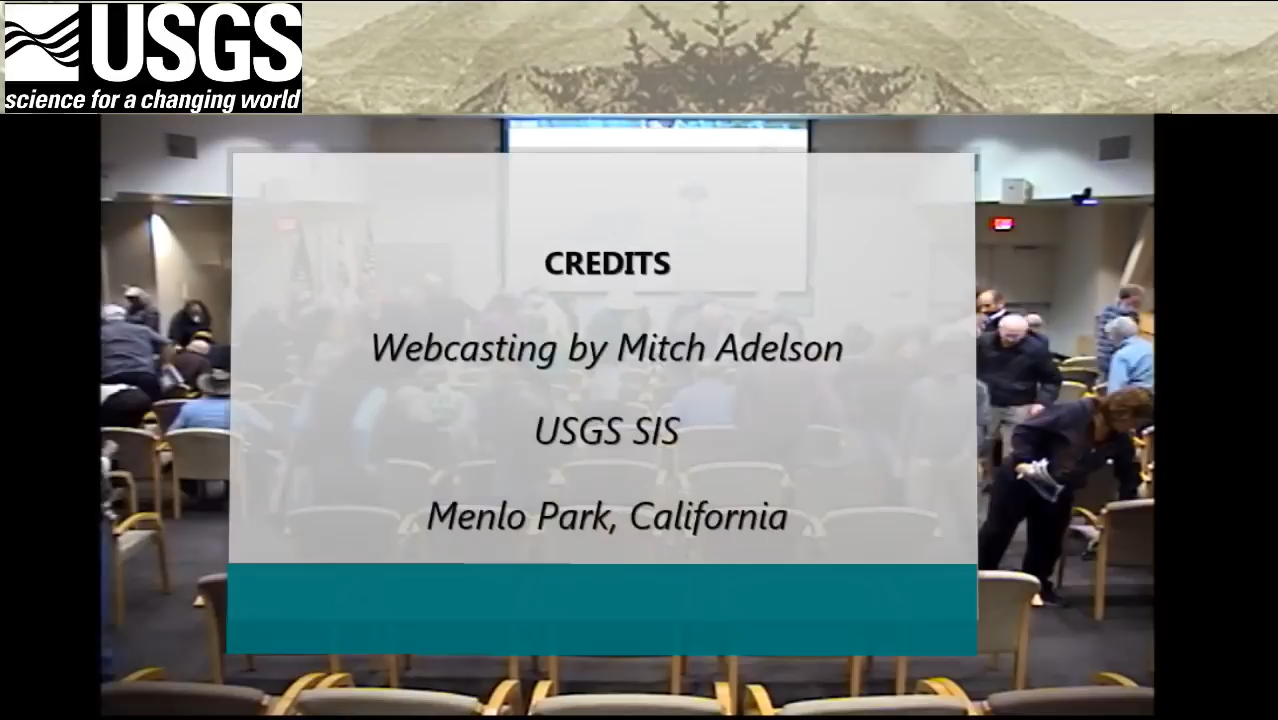 USGS
science for a changing world
CREDITS
Webcasting by Mitch Adelson
USGS SIS
Menlo Park, California